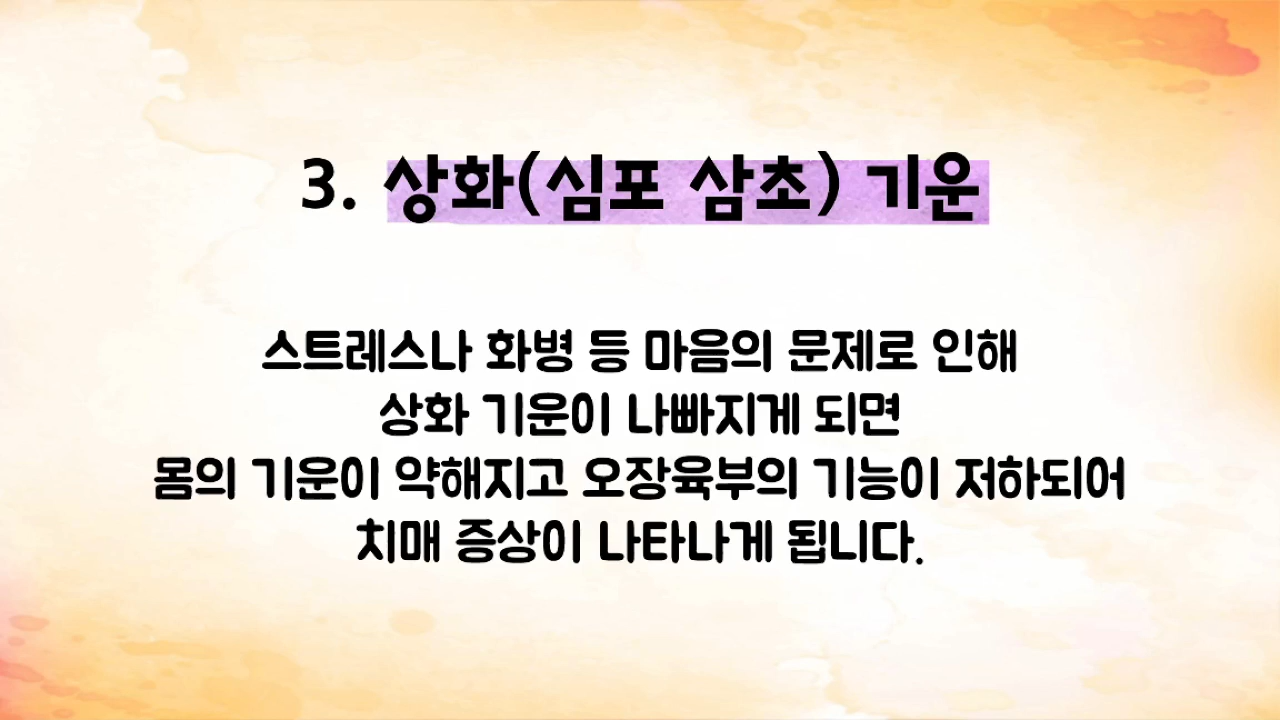 3. 상화(심포 삼초) 기운
스트레스나 화병 등 마음의 문제로 인해
상화 기운이 나빠지게 되면
몸의 기운이 약해지고 오장육부의 기능이 저하되어
치매 증상이 나타나게 됩니다.